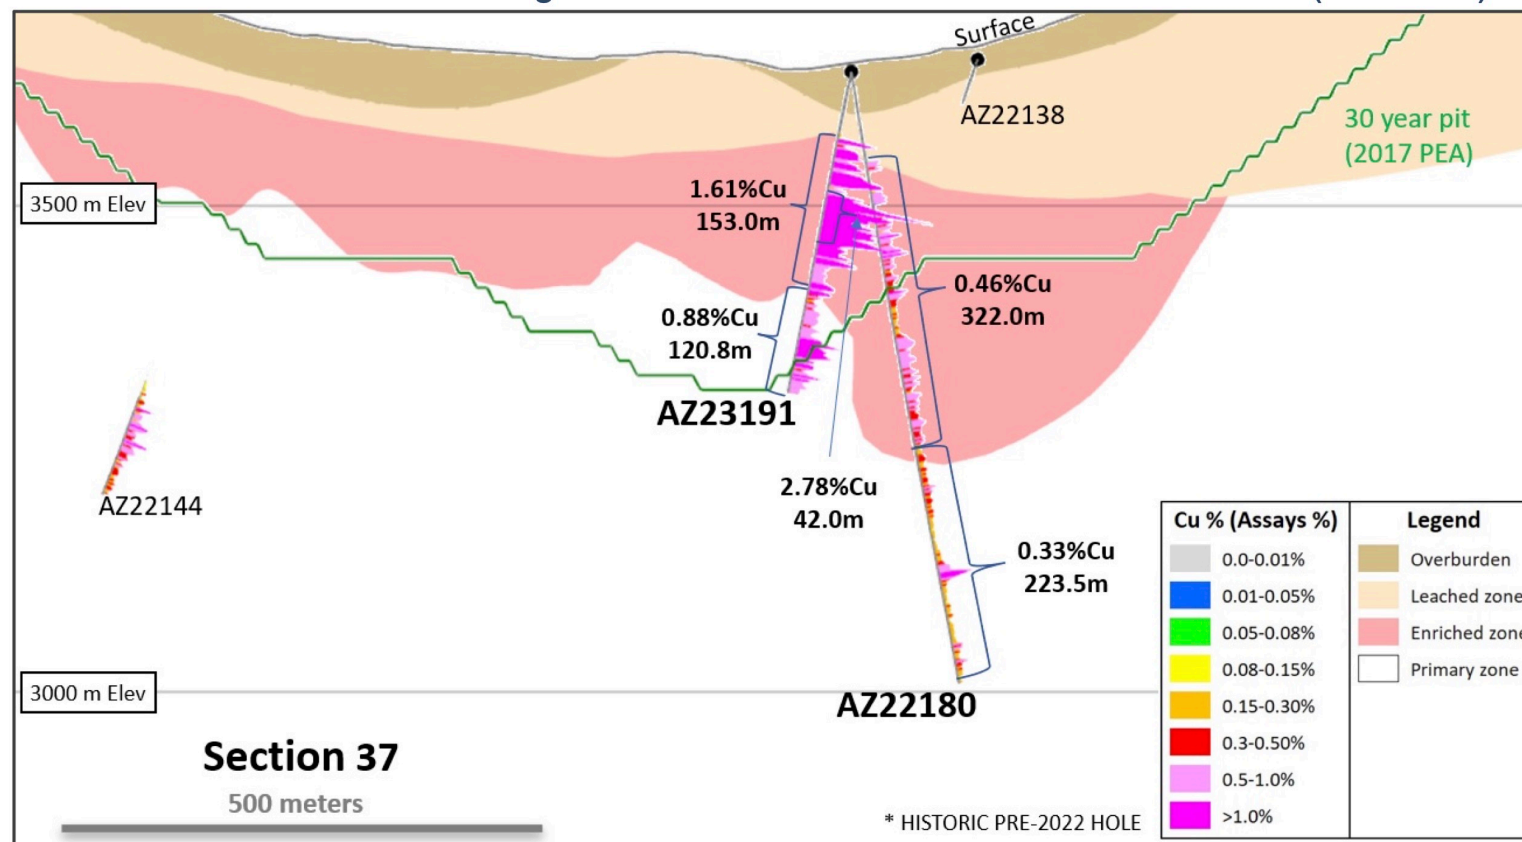 Surface
AZ22138
30 year pit
(2017 PEA)
3500 m Elev
1.61%Cu
153.0m
0.46%Cu
322.0m
0.88%Cu
120.8m
AZ23191
2.78%Cu
42.0m
AZ22144
0.33%Cu
223.5m
3000 m Elev
AZ22180
Section 37
500 meters
* HISTORIC PRE-2022 HOLE
Cu % (Assays %)
0.0-0.01%
0.01-0.05%
0.05-0.08%
0.08-0.15%
0.15-0.30%
0.3-0.50%
0.5-1.0%
>1.0%
Legend
Overburden
Leached zone
Enriched zone
Primary zone